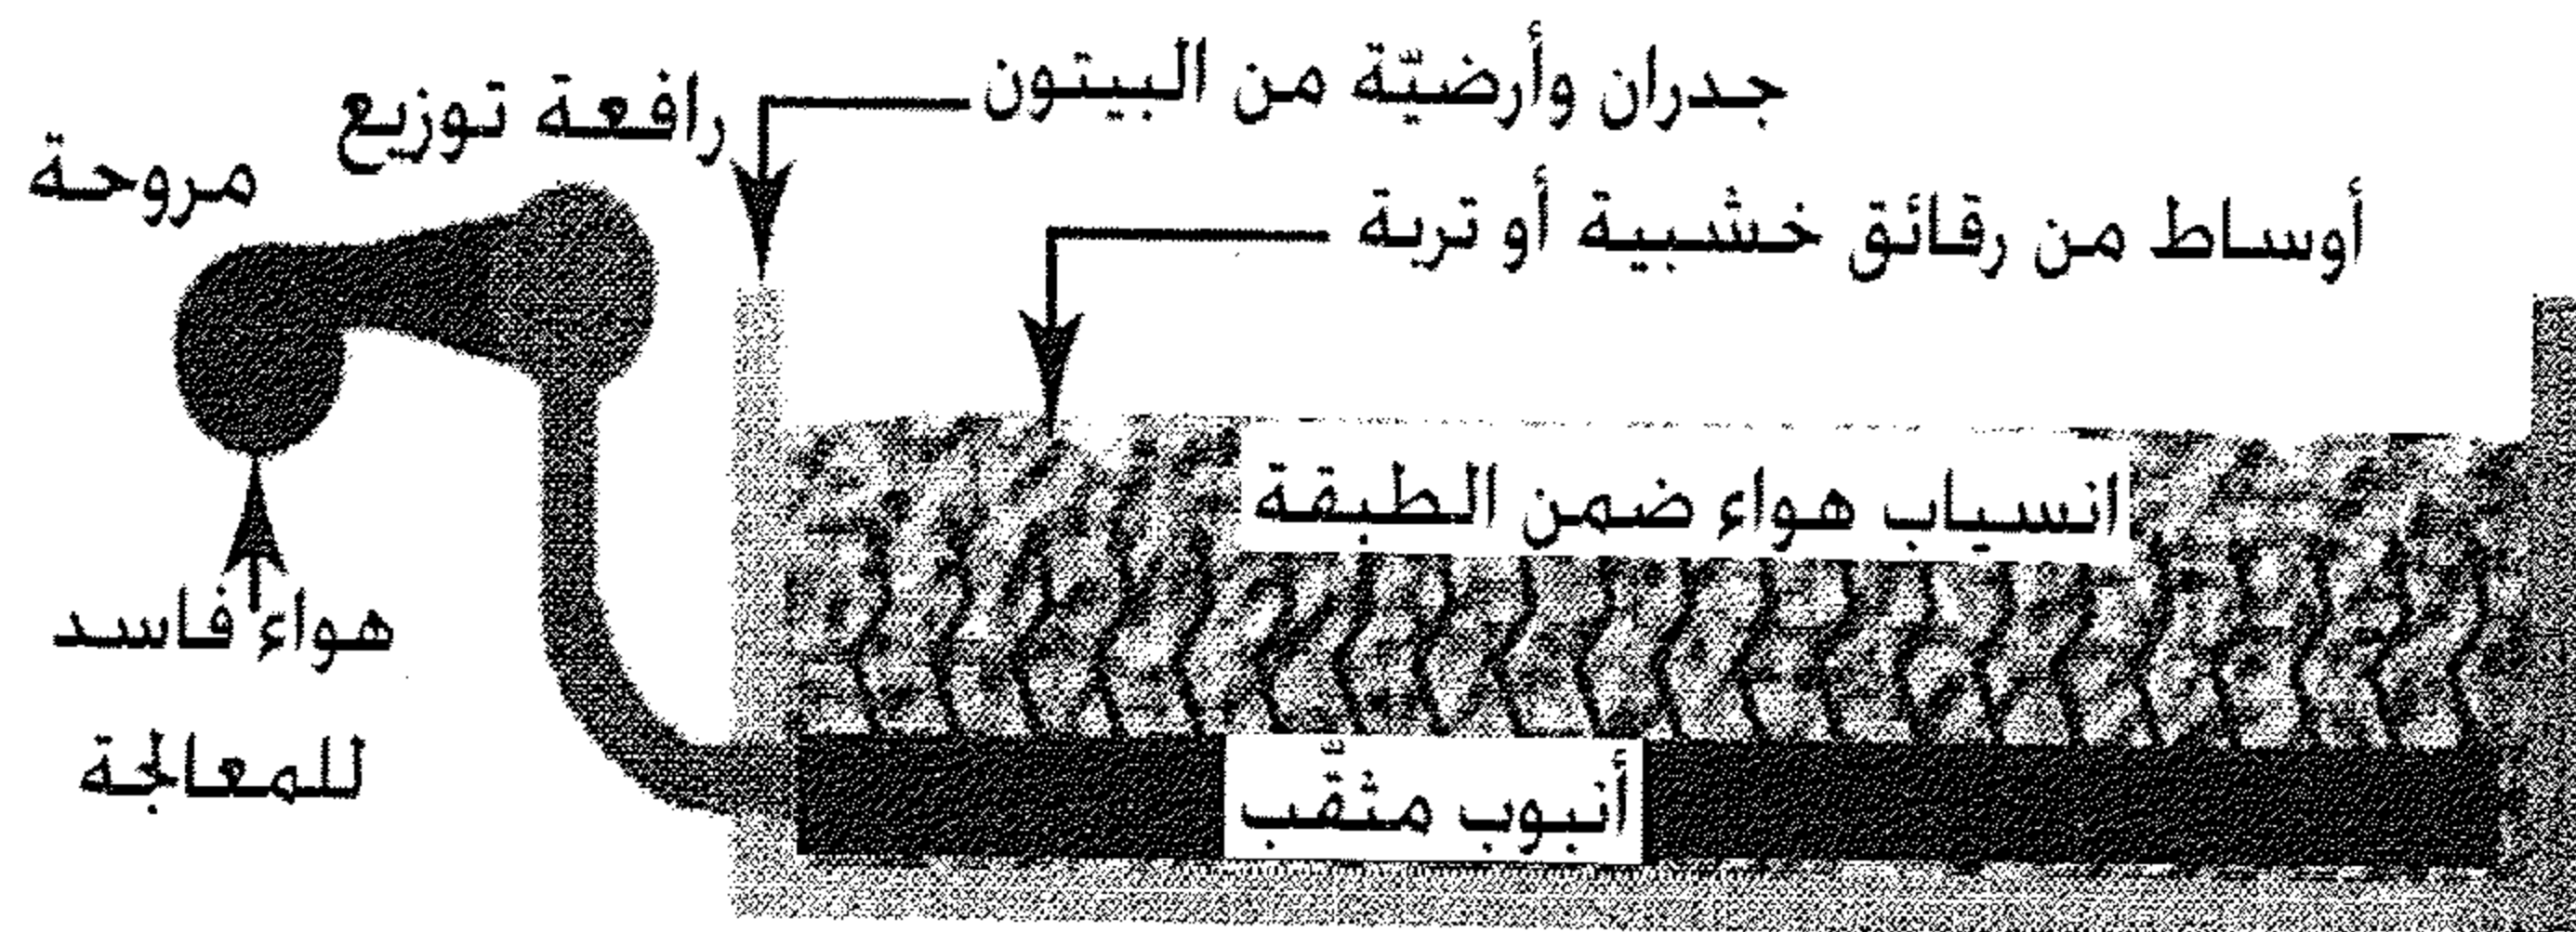 جدران وأرضيّة من البيتون
رافعة توزيع
مروحة
أوساط من رقائق خشبية أو تربة
انسياب هواء ضمن الطبقة
هواء فاسد
للمعالجة
أنبوب مثقّب